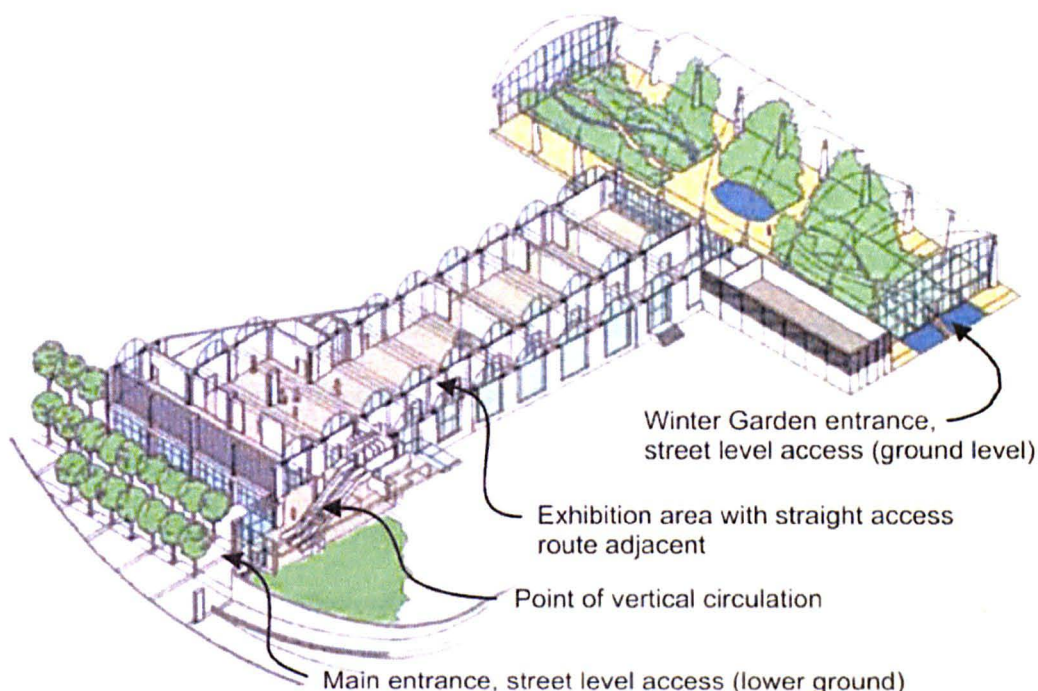 Winter Garden entrance,
street level access (ground level)
Exhibition area with straight access
route adjacent
Point of vertical circulation
Main entrance, street level access (lower ground)